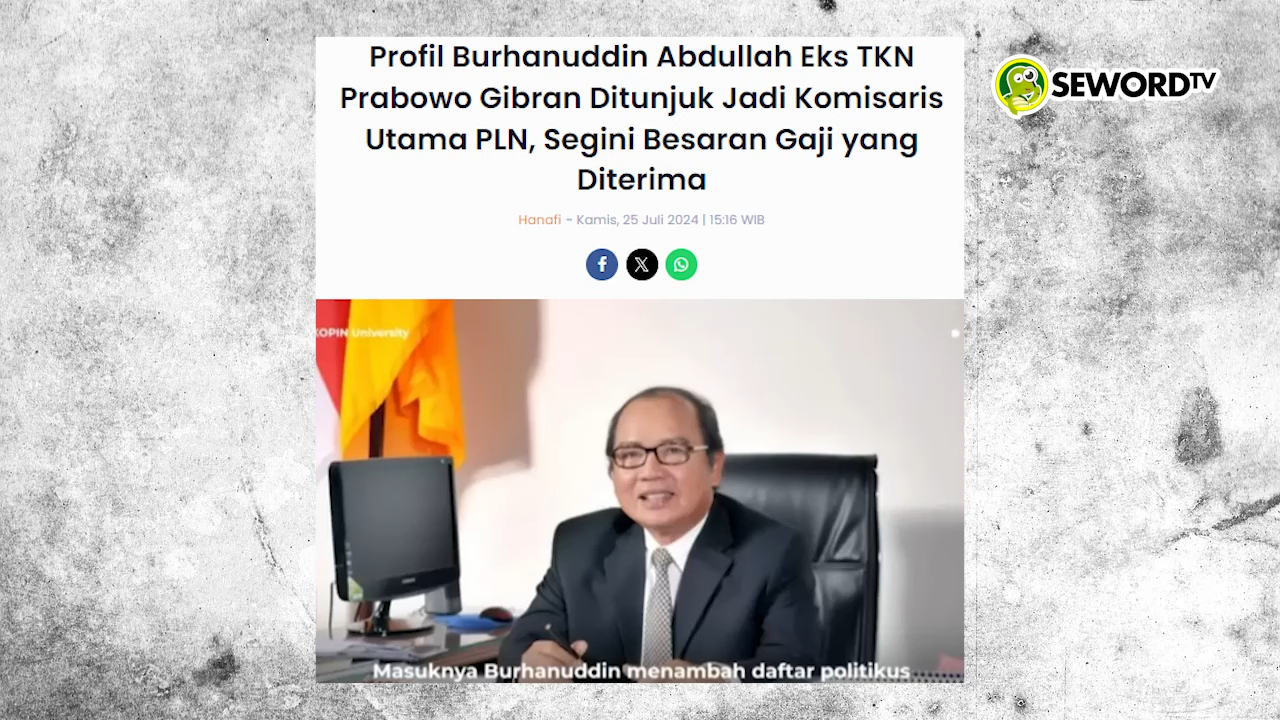 Profil Burhanuddin Abdullah Eks TKN
Prabowo Gibran Ditunjuk Jadi Komisaris
Utama PLN, Segini Besaran Gaji yang
Diterima
SEWORDTV
Hanafi - Kamis, 25 Juli 2024 | 15:16 WIB
KOPIN University
Masuknya Burhanuddin menambah daftar politikus